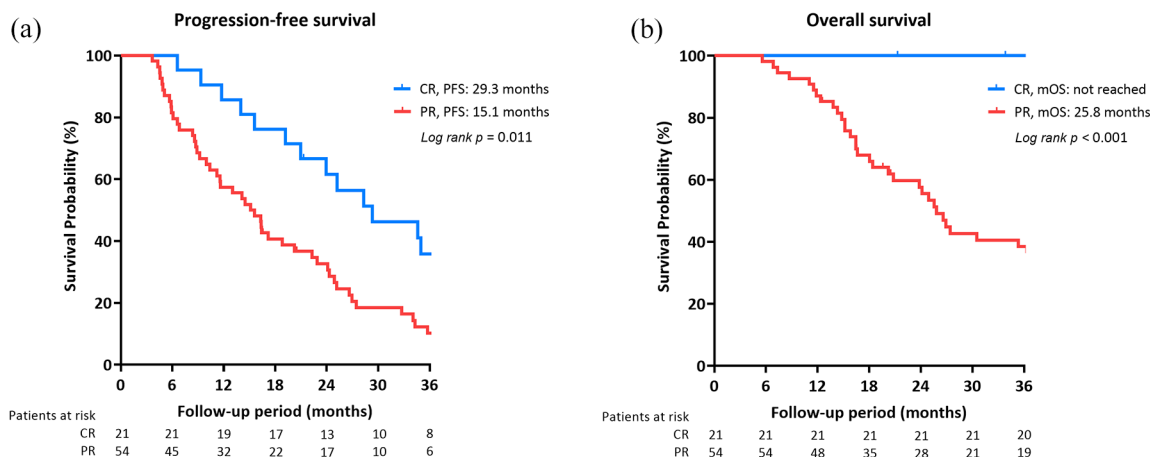 (a)
Progression-free survival
Survival Probability (%)
100
80
60
40
20
0
CR, PFS: 29.3 months
PR, PFS: 15.1 months
Log rank p = 0.011
0 6 12 18 24 30 36
Follow-up period (months)
Patients at risk
CR 21 21 19 17 13 10 8
PR 54 45 32 22 17 10 6
(b)
Overall survival
Survival Probability (%)
100
80
60
40
20
0
CR, mOS: not reached
PR, mOS: 25.8 months
Log rank p < 0.001
0 6 12 18 24 30 36
Follow-up period (months)
Patients at risk
CR 21 21 21 21 21 21 20
PR 54 54 48 35 28 21 19